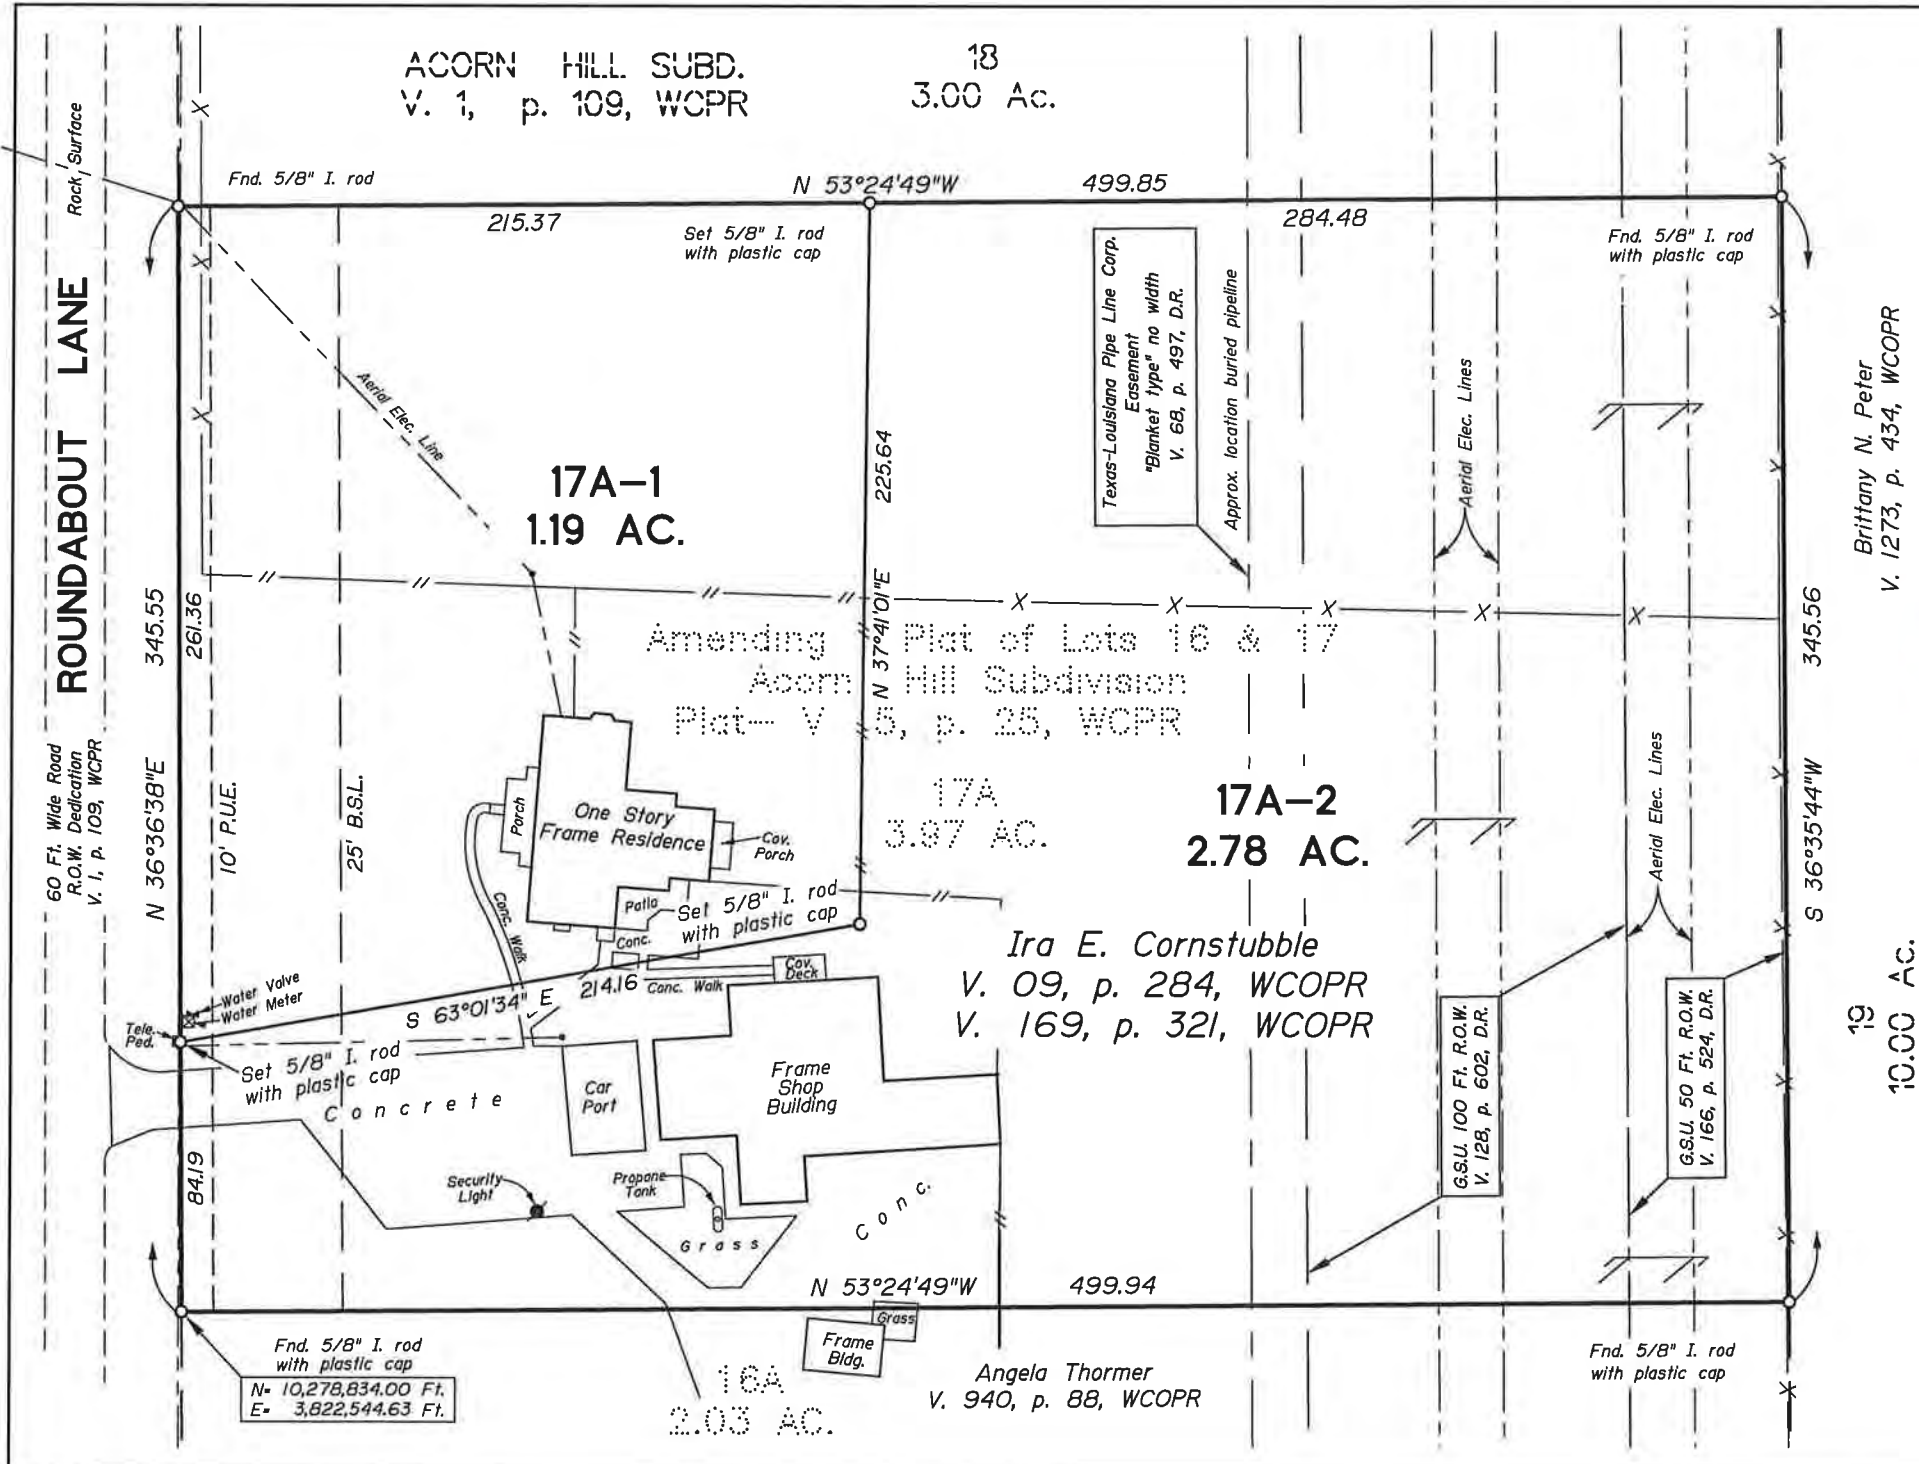 ACORN HILL SUBD.
V. 1, p. 109, WCPR
18
3.00 Ac.
Rock Surface
Fnd. 5/8" I. rod
N 53°24'49"W
499.85
215.37
284.48
Set 5/8" I. rod
with plastic cap
Fnd. 5/8" I. rod
with plastic cap
ROUNDABOUT LANE
60 Ft. Wide Road
R.O.W. Dedication
V. 1, p. 109, WCPR
N 36°36'38"E
345.55
261.36
10' P.U.E.
25' B.S.L.
Aerial Elec. Line
17A-1
1.19 AC.
225.64
N 37°41'01"E
Texas-Louisiana Pipe Line Corp.
Easement
"Blanket type" no width
V. 68, p. 497, D.R.
Approx. location buried pipeline
Aerial Elec. Lines
Brittany N. Peter
V. 1273, p. 434, WCOPR
345.56
S 36°35'44"W
Amending Plat of Lots 16 & 17
Acorn Hill Subdivision
Plat- V 5, p. 25, WCPR
17A
3.97 AC.
17A-2
2.78 AC.
Aerial Elec. Lines
Porch
One Story
Frame Residence
Cov.
Porch
Conc. Walk
Patio
Set 5/8" I. rod
with plastic cap
Conc.
Cov.
Deck
Conc. Walk
Ira E. Cornstubble
V. 09, p. 284, WCOPR
V. 169, p. 321, WCOPR
Water Valve
Water Meter
Tele.
Ped.
S 63°01'34" E
214.16
Set 5/8" I. rod
with plastic cap
Concrete
Car
Port
Frame
Shop
Building
G.S.U. 100 Ft. R.O.W.
V. 128, p. 602, D.R.
G.S.U. 50 Ft. R.O.W.
V. 166, p. 524, D.R.
19
10.00 Ac.
84.19
Security
Light
Propane
Tank
Grass
Conc.
N 53°24'49"W
499.94
Grass
Frame
Bldg.
Fnd. 5/8" I. rod
with plastic cap
N= 10,278,834.00 Ft.
E= 3,822,544.63 Ft.
16A
2.03 AC.
Angela Thormer
V. 940, p. 88, WCOPR
Fnd. 5/8" I. rod
with plastic cap